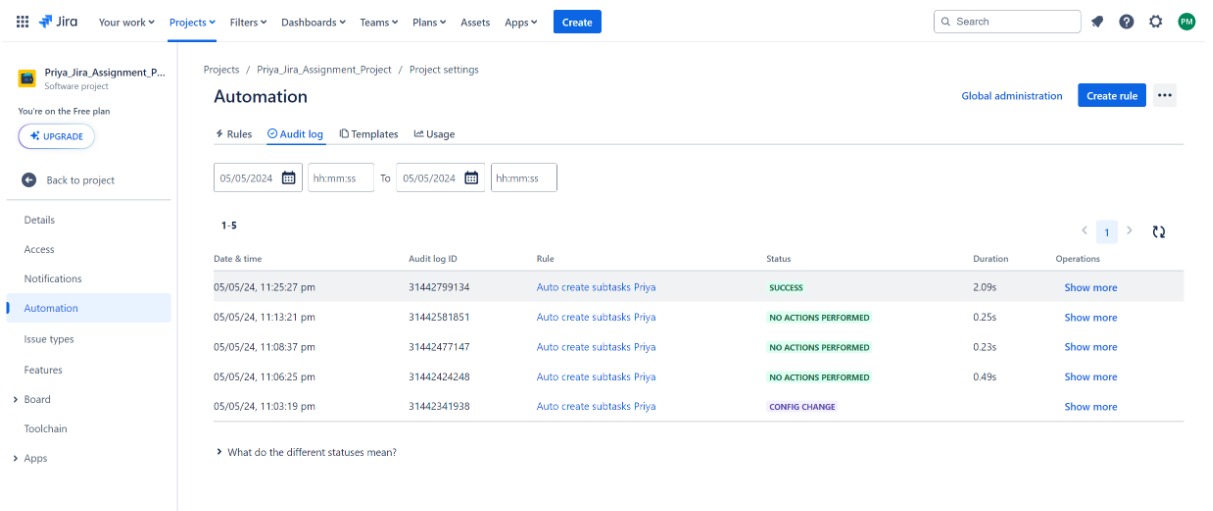 Jira Your work Projects Filters Dashboards Teams Plans Assets Apps Create Search PM
Priya_Jira_Assignment_P...
Software project
You're on the Free plan
UPGRADE
Back to project
Details
Access
Notifications
Automation
Issue types
Features
Board
Toolchain
Apps
Projects / Priya_Jira_Assignment_Project / Project settings
Automation Global administration Create rule
Rules Audit log Templates Usage
05/05/2024 hh:mm:ss To 05/05/2024 hh:mm:ss
1-5 1
Date & time Audit log ID Rule Status Duration Operations
05/05/24, 11:25:27 pm 31442799134 Auto create subtasks Priya SUCCESS 2.09s Show more
05/05/24, 11:13:21 pm 31442581851 Auto create subtasks Priya NO ACTIONS PERFORMED 0.25s Show more
05/05/24, 11:08:37 pm 31442477147 Auto create subtasks Priya NO ACTIONS PERFORMED 0.23s Show more
05/05/24, 11:06:25 pm 31442424248 Auto create subtasks Priya NO ACTIONS PERFORMED 0.49s Show more
05/05/24, 11:03:19 pm 31442341938 Auto create subtasks Priya CONFIG CHANGE Show more
What do the different statuses mean?